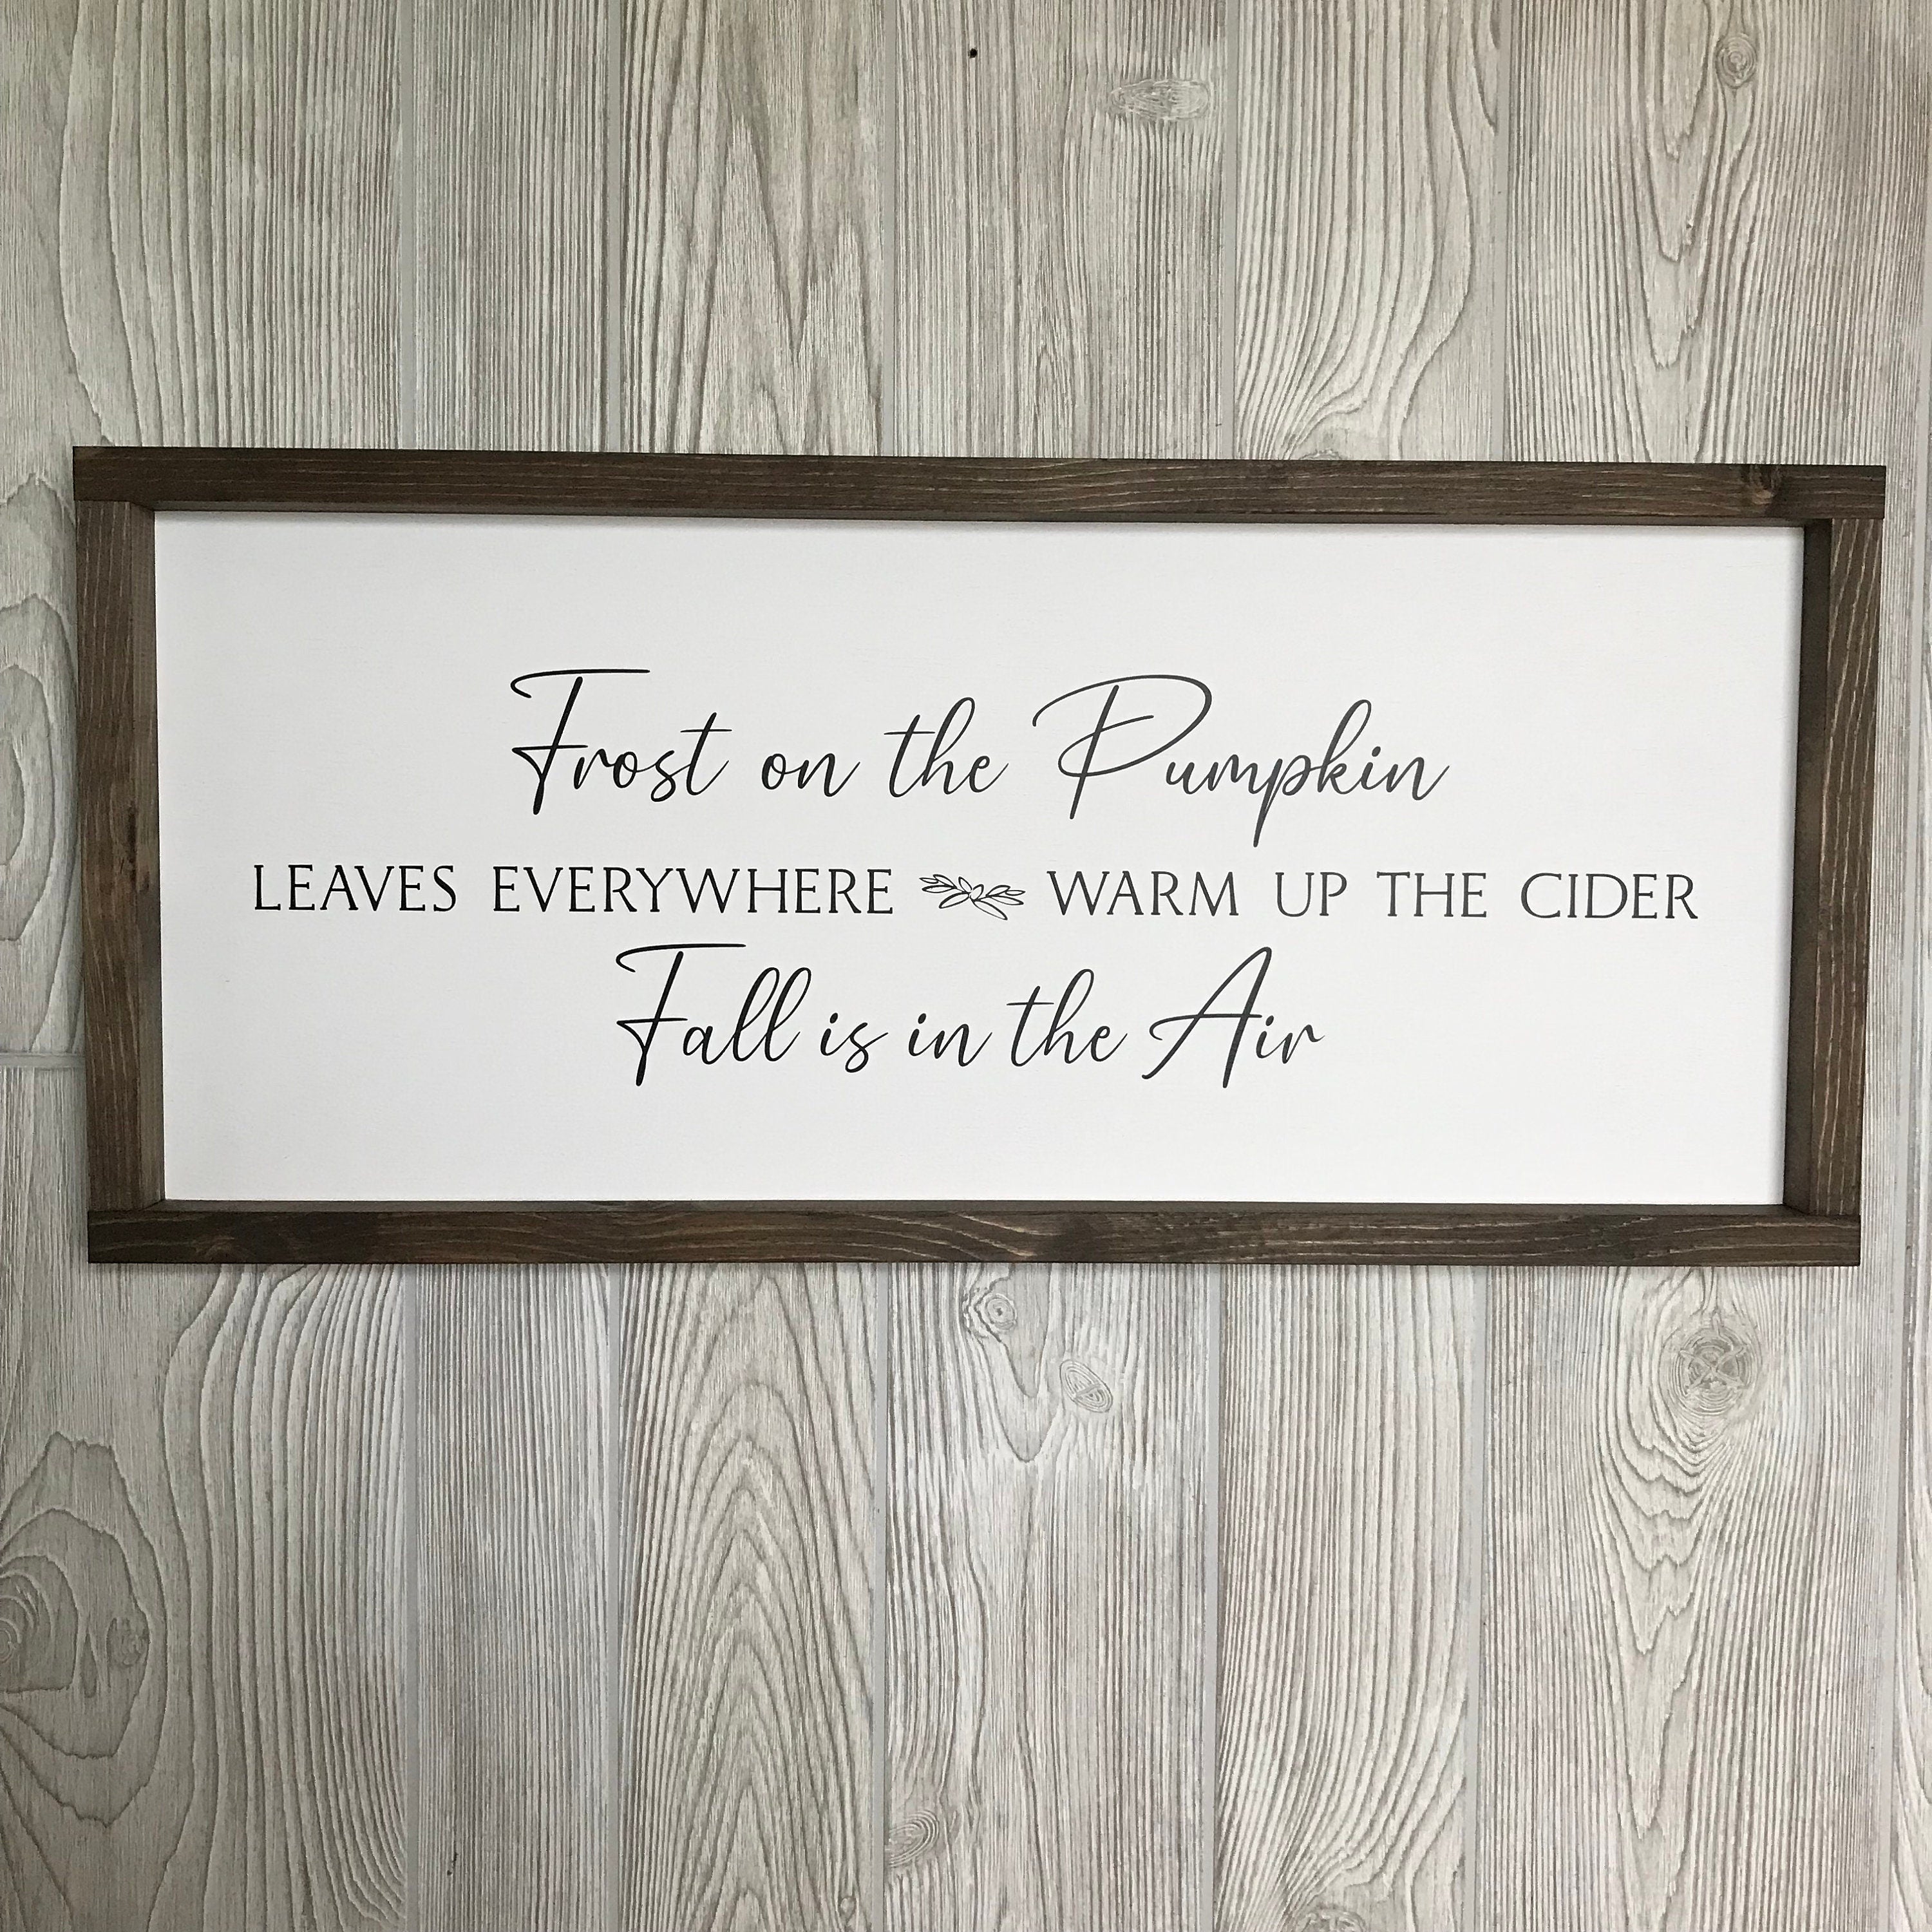 Frost on the Pumpkin
LEAVES EVERYWHERE WARM UP THE CIDER
Fall is in the Air